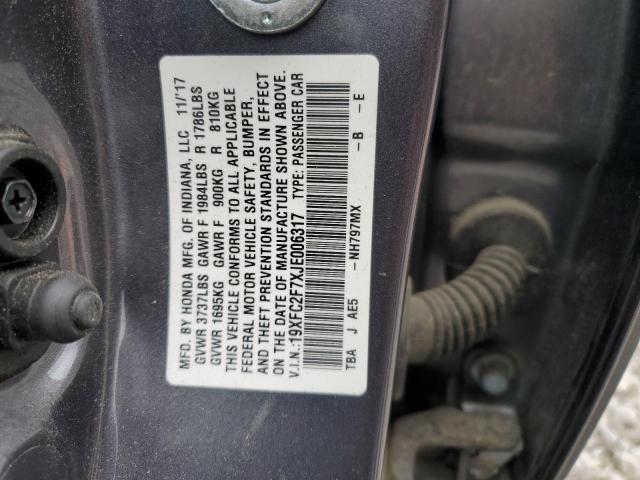 MFD. BY HONDA MFG. OF INDIANA, LLC 11/'17
GVWR 3737LBS GAWR F 1984LBS R 1786LBS
GVWR 1695KG GAWR F 900KG R 810KG
THIS VEHICLE CONFORMS TO ALL APPLICABLE
FEDERAL MOTOR VEHICLE SAFETY, BUMPER,
AND THEFT PREVENTION STANDARDS IN EFFECT
ON THE DATE OF MANUFACTURE SHOWN ABOVE.
V.I.N.:19XFC2F7XJE006317 TYPE: PASSENGER CAR
TBA J AE5 –NH797MX –B –E